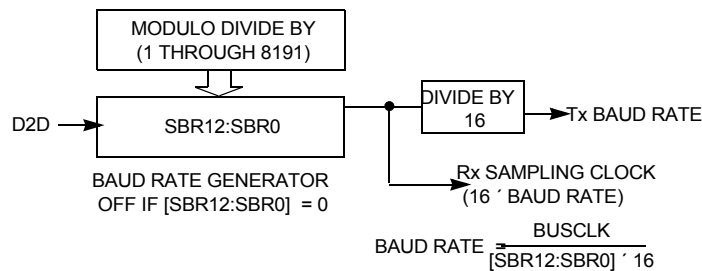 MODULO DIVIDE BY
(1 THROUGH 8191)
D2D
SBR12:SBR0
DIVIDE BY
16
Tx BAUD RATE
BAUD RATE GENERATOR
OFF IF [SBR12:SBR0] = 0
Rx SAMPLING CLOCK
(16 ´ BAUD RATE)
BAUD RATE =
BUSCLK
[SBR12:SBR0] ´ 16